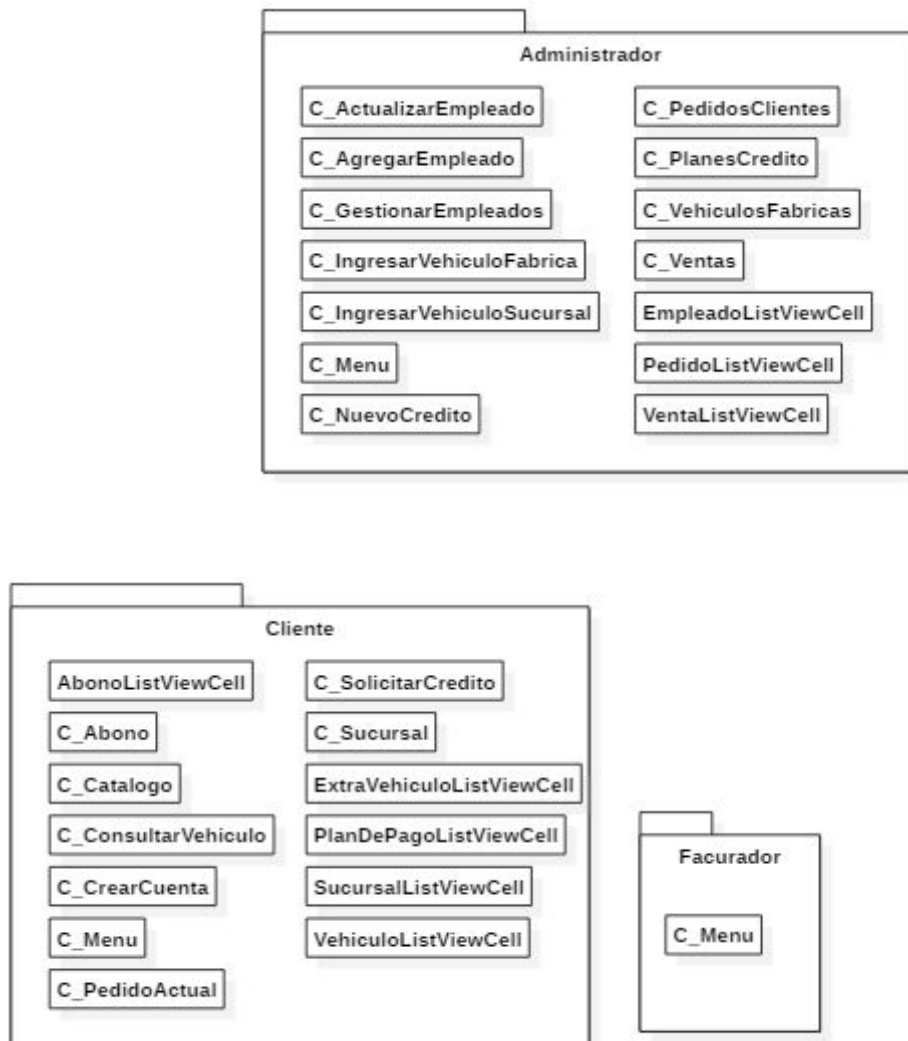 Administrador
C_ActualizarEmpleado
C_AgregarEmpleado
C_GestionarEmpleados
C_IngresarVehiculoFabrica
C_IngresarVehiculoSucursal
C_Menu
C_NuevoCredito
C_PedidosClientes
C_PlanesCredito
C_VehiculosFabricas
C_Ventas
EmpleadoListViewCell
PedidoListViewCell
VentaListViewCell
Cliente
AbonoListViewCell
C_Abono
C_Catalogo
C_ConsultarVehiculo
C_CrearCuenta
C_Menu
C_PedidoActual
C_SolicitarCredito
C_Sucursal
ExtraVehiculoListViewCell
PlanDePagoListViewCell
SucursalListViewCell
VehiculoListViewCell
Facurador
C_Menu